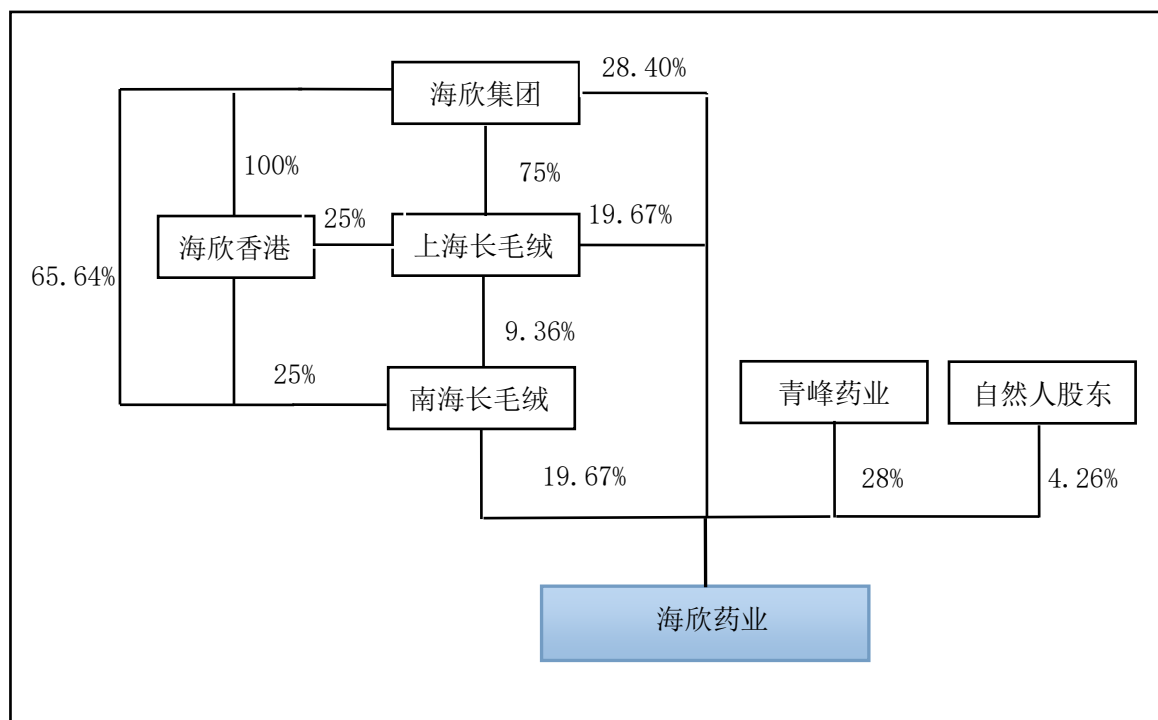 28.40%
海欣集团
100%
75%
25%
19.67%
海欣香港
上海长毛绒
65.64%
9.36%
25%
南海长毛绒
青峰药业
自然人股东
19.67%
28%
4.26%
海欣药业